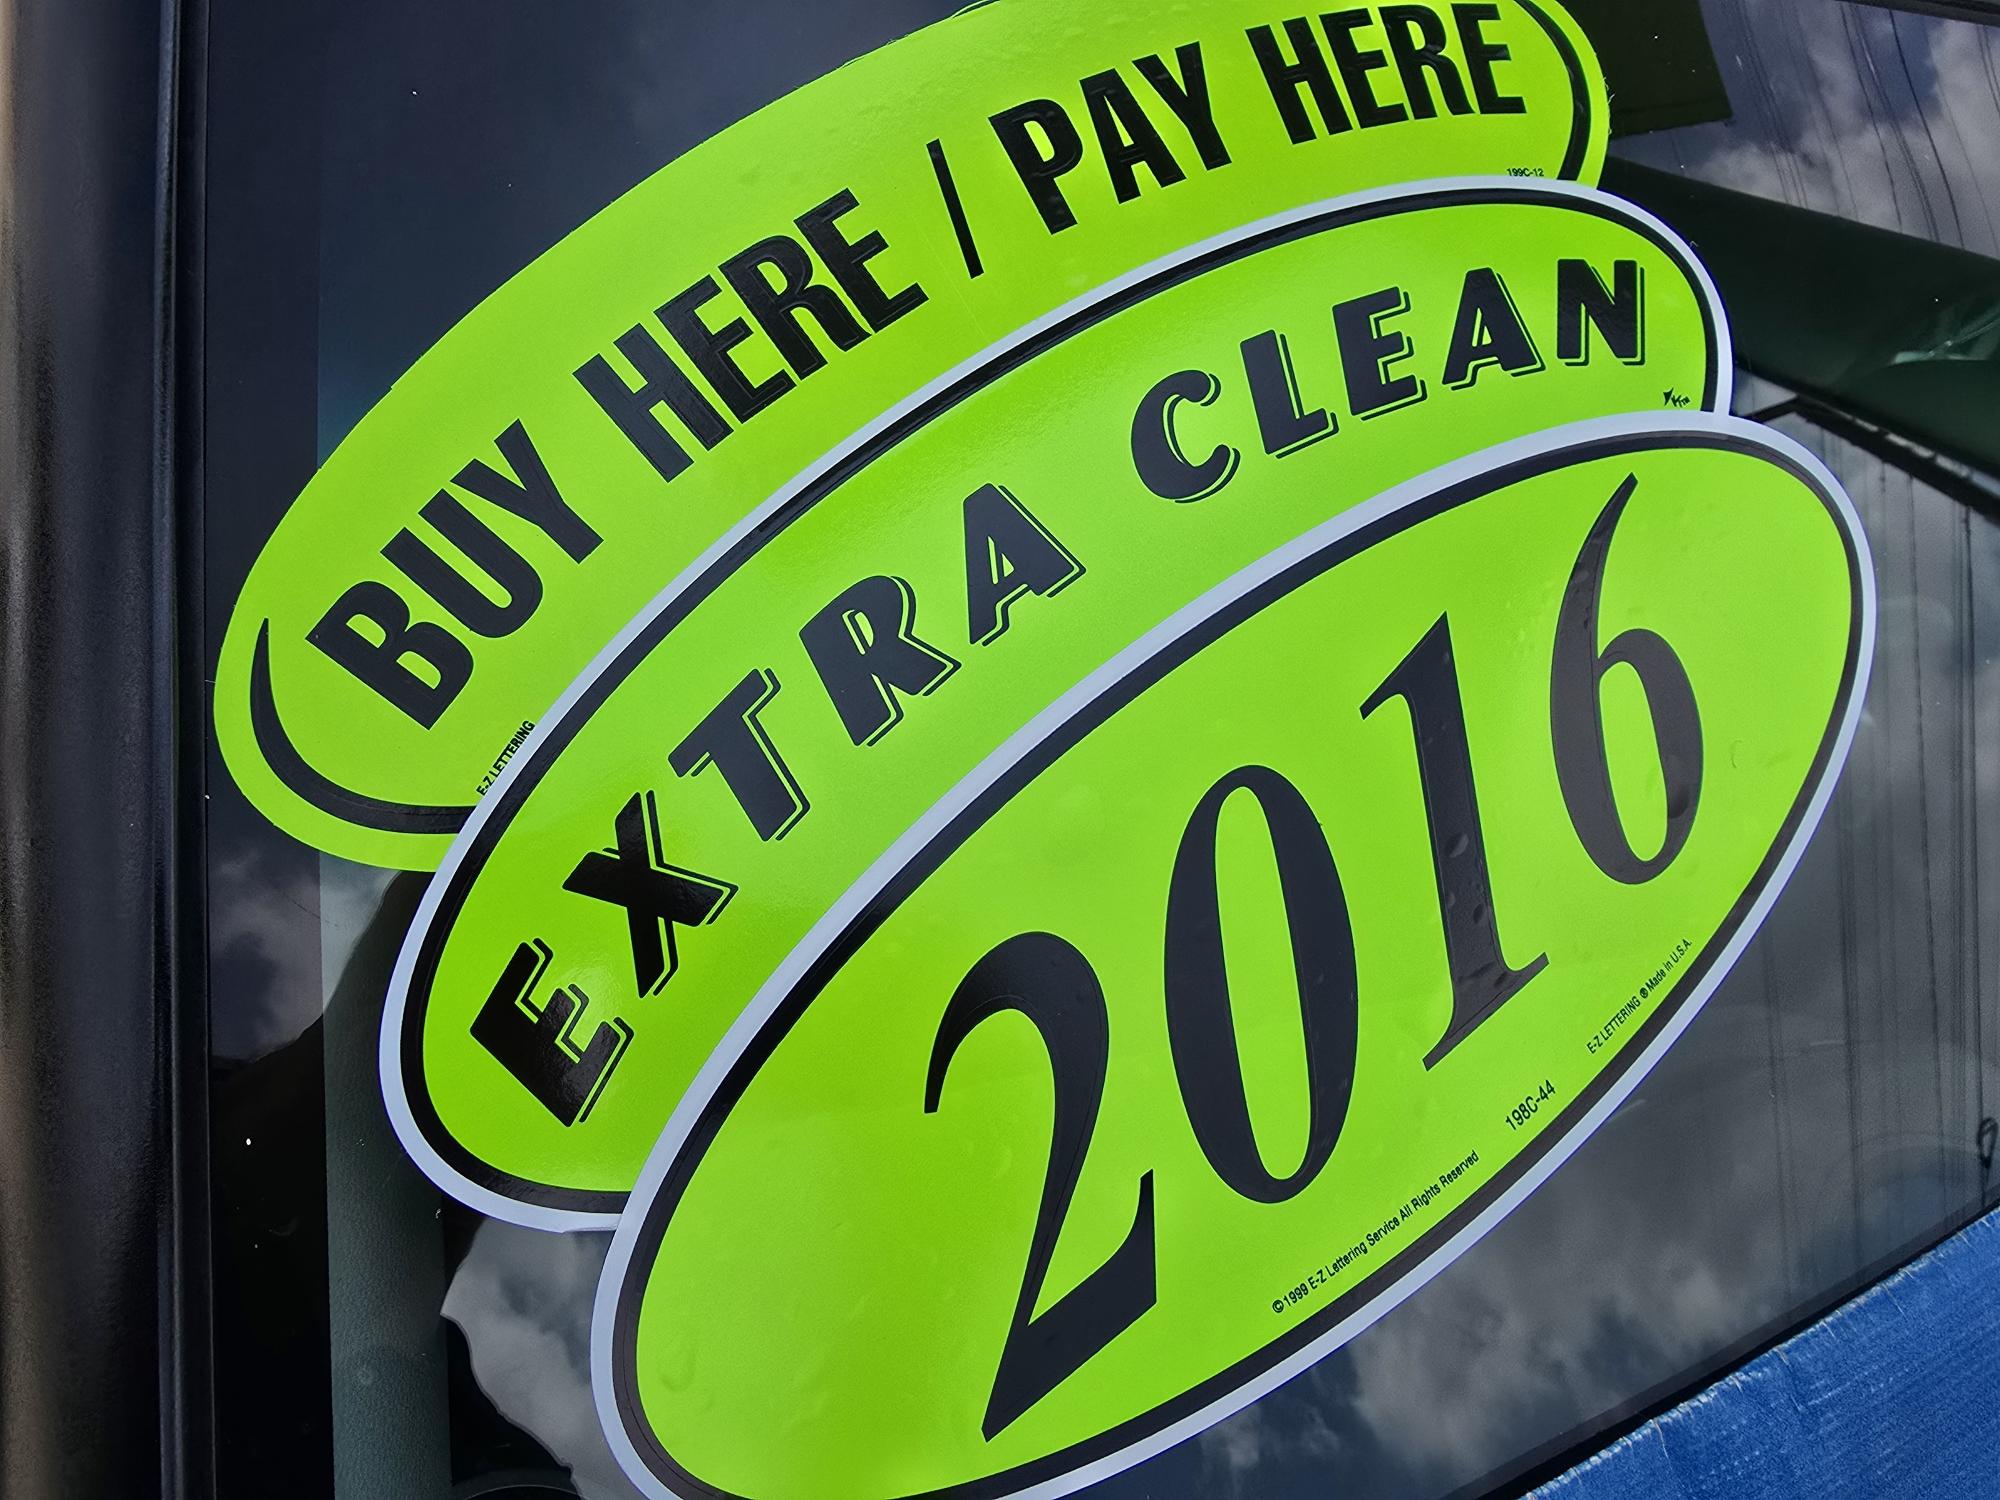 BUY HERE / PAY HERE
199C-12
E-Z LETTERING
EXTRA CLEAN
2016
E-Z LETTERING ® Made in U.S.A.
198C-44
©1999 E-Z Lettering Service All Rights Reserved